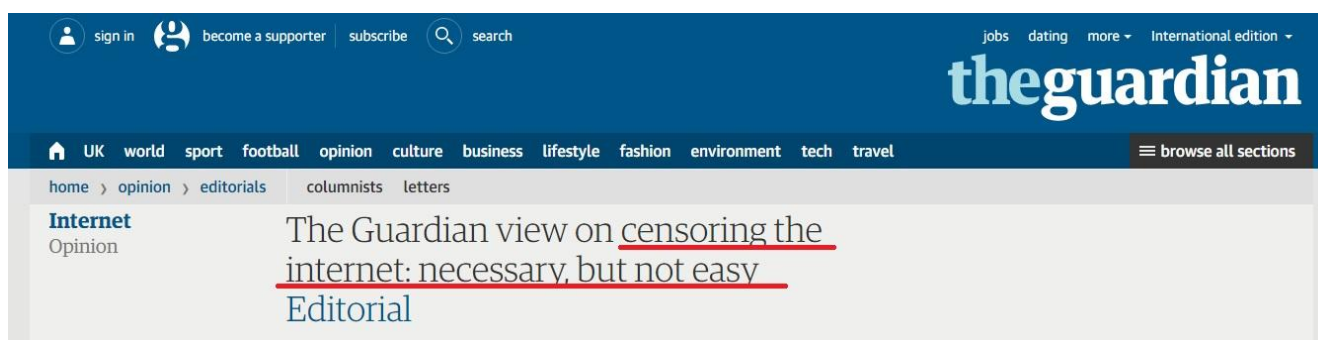 sign in become a supporter subscribe search jobs dating more International edition
theguardian
UK world sport football opinion culture business lifestyle fashion environment tech travel browse all sections
home › opinion › editorials columnists letters
Internet
Opinion
The Guardian view on censoring the
internet: necessary, but not easy
Editorial